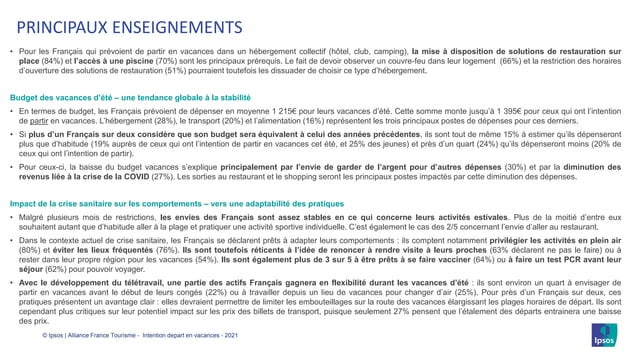 PRINCIPAUX ENSEIGNEMENTS
• Pour les Français qui prévoient de partir en vacances dans un hébergement collectif (hôtel, club, camping), la mise à disposition de solutions de restauration sur
place (84%) et l'accès à une piscine (70%) sont les principaux prérequis. Le fait de devoir observer un couvre-feu dans leur logement (66%) et la restriction des horaires
d'ouverture des solutions de restauration (51%) pourraient toutefois les dissuader de choisir ce type d'hébergement.
Budget des vacances d'été – une tendance globale à la stabilité
• En termes de budget, les Français prévoient de dépenser en moyenne 1 215€ pour leurs vacances d'été. Cette somme monte jusqu'à 1 395€ pour ceux qui ont l'intention
de partir en vacances. L'hébergement (28%), le transport (20%) et l'alimentation (16%) représentent les trois principaux postes de dépenses pour ces derniers.
• Si plus d'un Français sur deux considère que son budget sera équivalent à celui des années précédentes, ils sont tout de même 15% à estimer qu'ils dépenseront
plus que d'habitude (19% auprès de ceux qui ont l'intention de partir en vacances cet été, et 25% des jeunes) et près d'un quart (24%) qu'ils dépenseront moins (20% de
ceux qui ont l'intention de partir).
• Pour ceux-ci, la baisse du budget vacances s'explique principalement par l'envie de garder de l'argent pour d'autres dépenses (30%) et par la diminution des
revenus liée à la crise de la COVID (27%). Les sorties au restaurant et le shopping seront les principaux postes impactés par cette diminution des dépenses.
Impact de la crise sanitaire sur les comportements – vers une adaptabilité des pratiques
• Malgré plusieurs mois de restrictions, les envies des Français sont assez stables en ce qui concerne leurs activités estivales. Plus de la moitié d'entre eux
souhaitent autant que d'habitude aller à la plage et pratiquer une activité sportive individuelle. C'est également le cas des 2/5 concernant l'envie d'aller au restaurant.
• Dans le contexte actuel de crise sanitaire, les Français se déclarent prêts à adapter leurs comportements : ils comptent notamment privilégier les activités en plein air
(80%) et éviter les lieux fréquentés (76%). Ils sont toutefois réticents à l'idée de renoncer à rendre visite à leurs proches (63% déclarent ne pas le faire) ou à
rester dans leur propre région pour les vacances (54%). Ils sont également plus de 3 sur 5 à être prêts à se faire vacciner (64%) ou à faire un test PCR avant leur
séjour (62%) pour pouvoir voyager.
• Avec le développement du télétravail, une partie des actifs Français gagnera en flexibilité durant les vacances d'été : ils sont environ un quart à envisager de
partir en vacances avant le début de leurs congés (22%) ou à travailler depuis un lieu de vacances pour changer d'air (25%). Pour près d'un Français sur deux, ces
pratiques présentent un avantage clair : elles devraient permettre de limiter les embouteillages sur la route des vacances élargissant les plages horaires de départ. Ils sont
cependant plus critiques sur leur potentiel impact sur les prix des billets de transport, puisque seulement 27% pensent que l'étalement des départs entrainera une baisse
des prix.
© Ipsos | Alliance France Tourisme - Intention depart en vacances - 2021
Ipsos